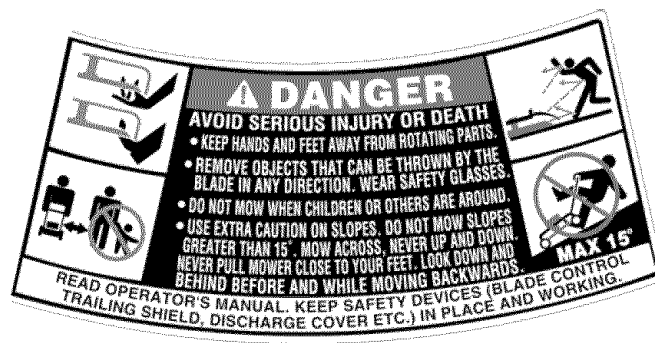 DANGER
AVOID SERIOUS INJURY OR DEATH
• KEEP HANDS AND FEET AWAY FROM ROTATING PARTS.
• REMOVE OBJECTS THAT CAN BE THROWN BY THE
BLADE IN ANY DIRECTION. WEAR SAFETY GLASSES.
• DO NOT MOW WHEN CHILDREN OR OTHERS ARE AROUND.
• USE EXTRA CAUTION ON SLOPES. DO NOT MOW SLOPES
GREATER THAN 15°. MOW ACROSS, NEVER UP AND DOWN.
NEVER PULL MOWER CLOSE TO YOUR FEET. LOOK DOWN AND
BEHIND BEFORE AND WHILE MOVING BACKWARDS.
MAX 15°
READ OPERATOR'S MANUAL. KEEP SAFETY DEVICES (BLADE CONTROL
TRAILING SHIELD, DISCHARGE COVER ETC.) IN PLACE AND WORKING.